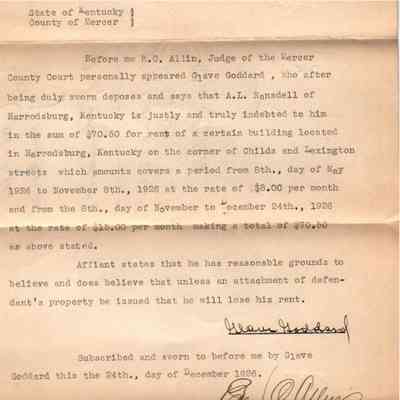 State of Kentucky )
County of Mercer )
Before me R.C. Allin, Judge of the Mercer
County Court personally appeared Glave Goddard , who after
being duly sworn deposes and says that A.L. Ransdell of
Harrodsburg, Kentucky is justly and truly indebted to him
in the sum of $70.50 for rent of a certain building located
in Harrodsburg, Kentucky on the corner of Childs and Lexington
streets which amounts covers a period from 8th., day of May
1926 to November 8th., 1926 at the rate of $8.00 per month
and from the 8th., day of November to December 24th., 1926
at the rate of $15.00 per month making a total of $70.50
as above stated.
Affiant states that he has reasonable grounds to
believe and does believe that unless an attachment of defen-
dant's property be issued that he will lose his rent.
Glave Goddard
Subscribed and sworn to before me by Glave
Goddard this the 24th., day of December 1926.
R. C. Allin